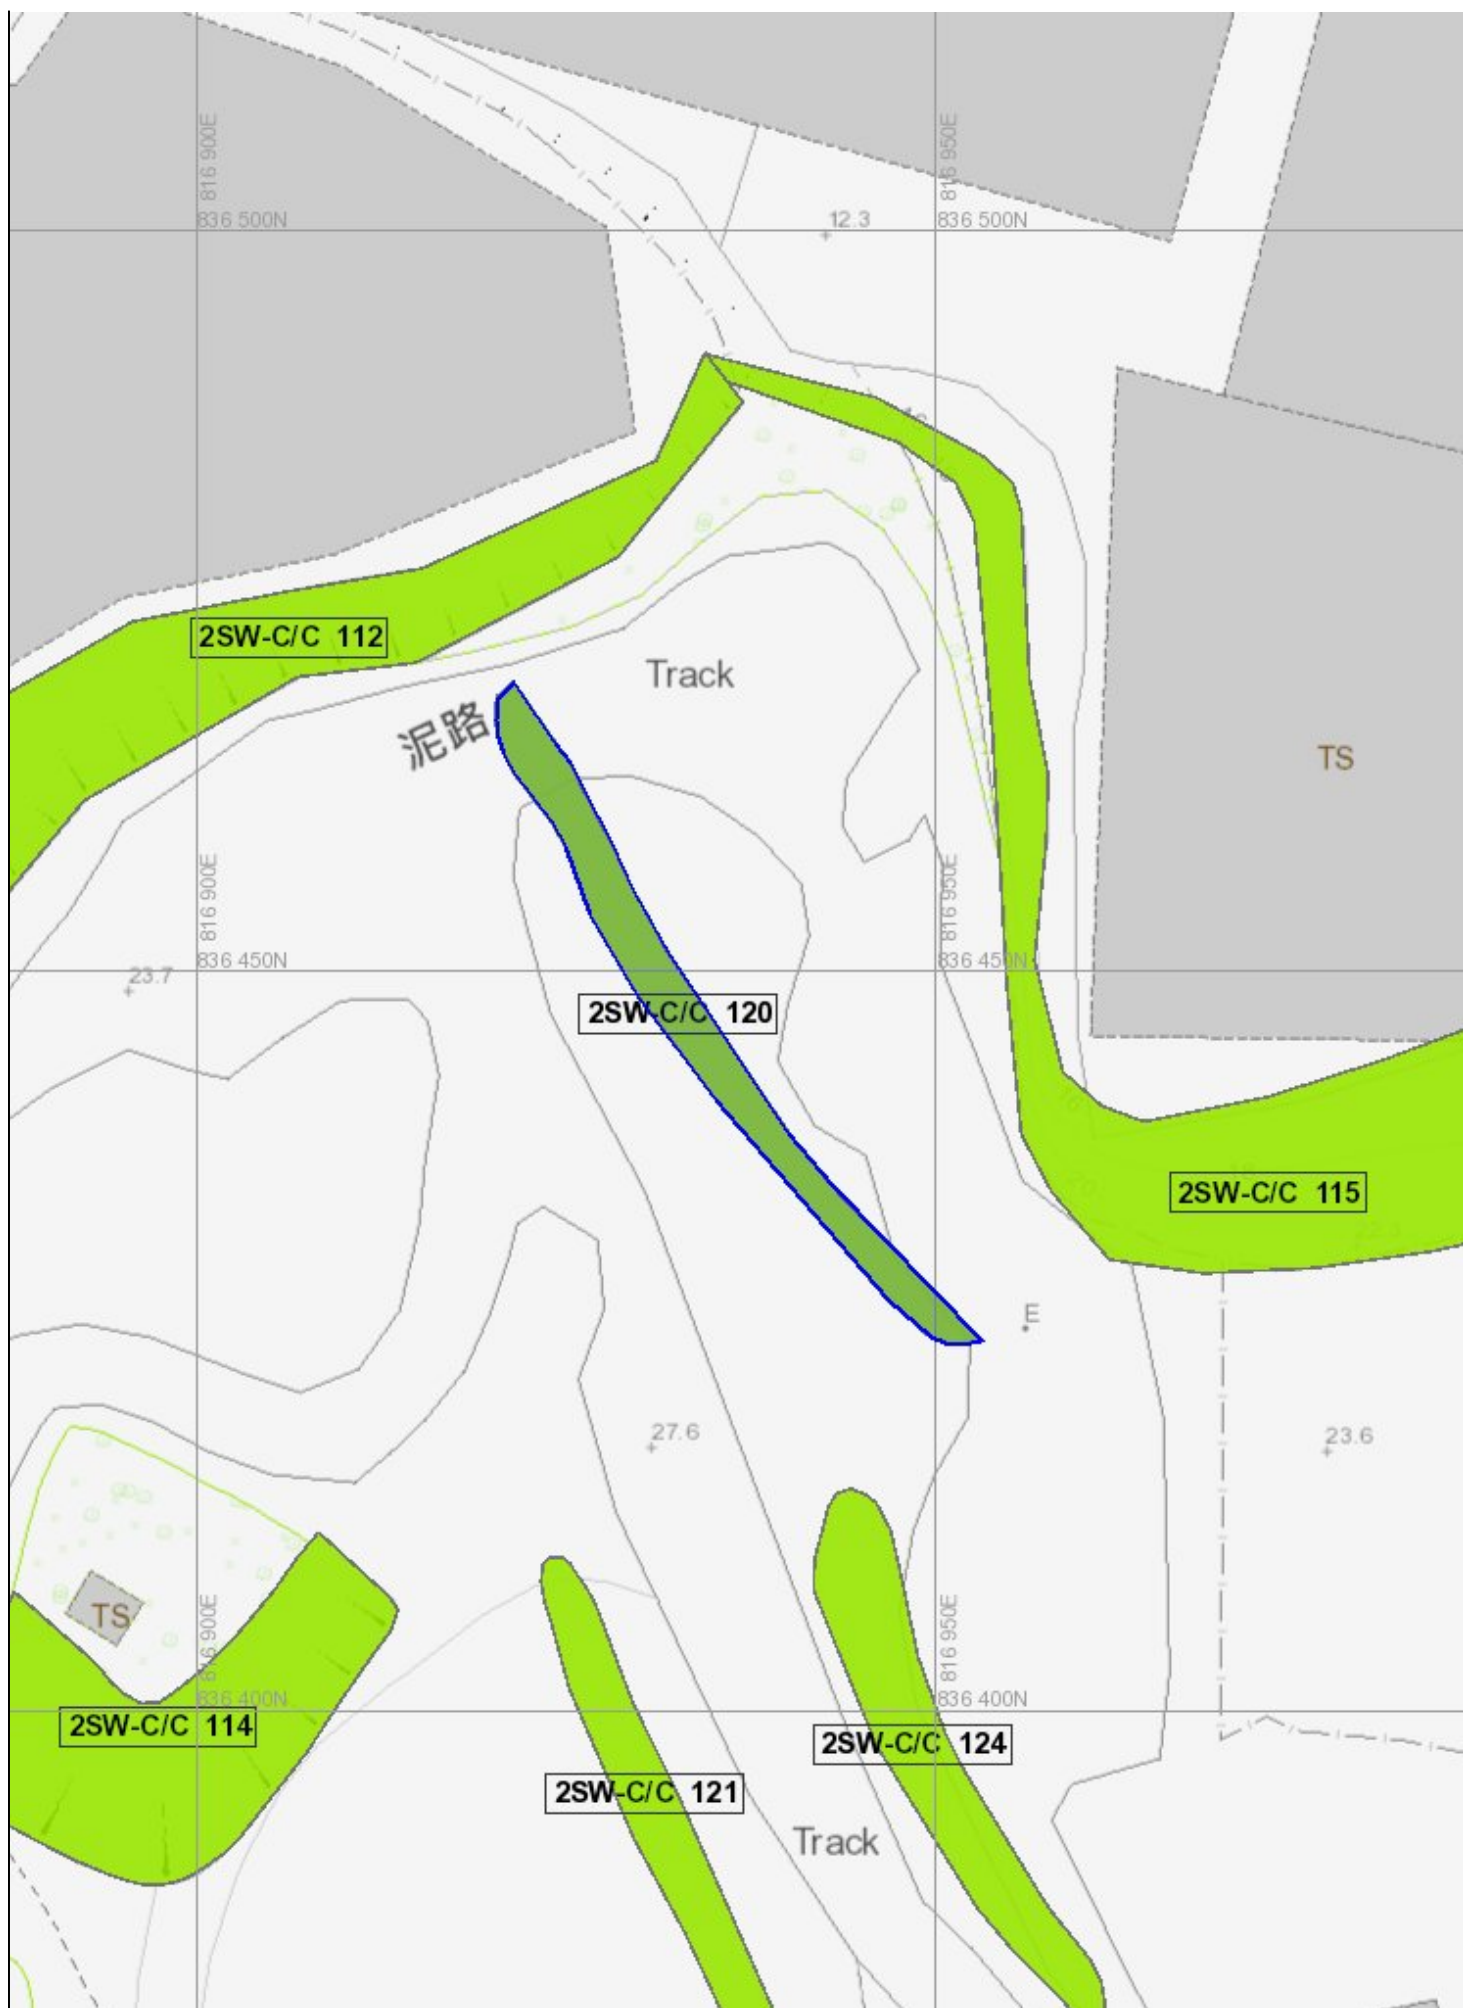 816 900E
816 950E
836 500N
12.3
836 500N
2SW-C/C 112
Track
泥路
TS
816 900E
816 950E
836 450N
836 450N
23.7
2SW-C/C 120
16
18
2SW-C/C 115
E
27.6
23.6
TS
816 900E
816 950E
836 400N
836 400N
2SW-C/C 114
2SW-C/C 124
2SW-C/C 121
Track